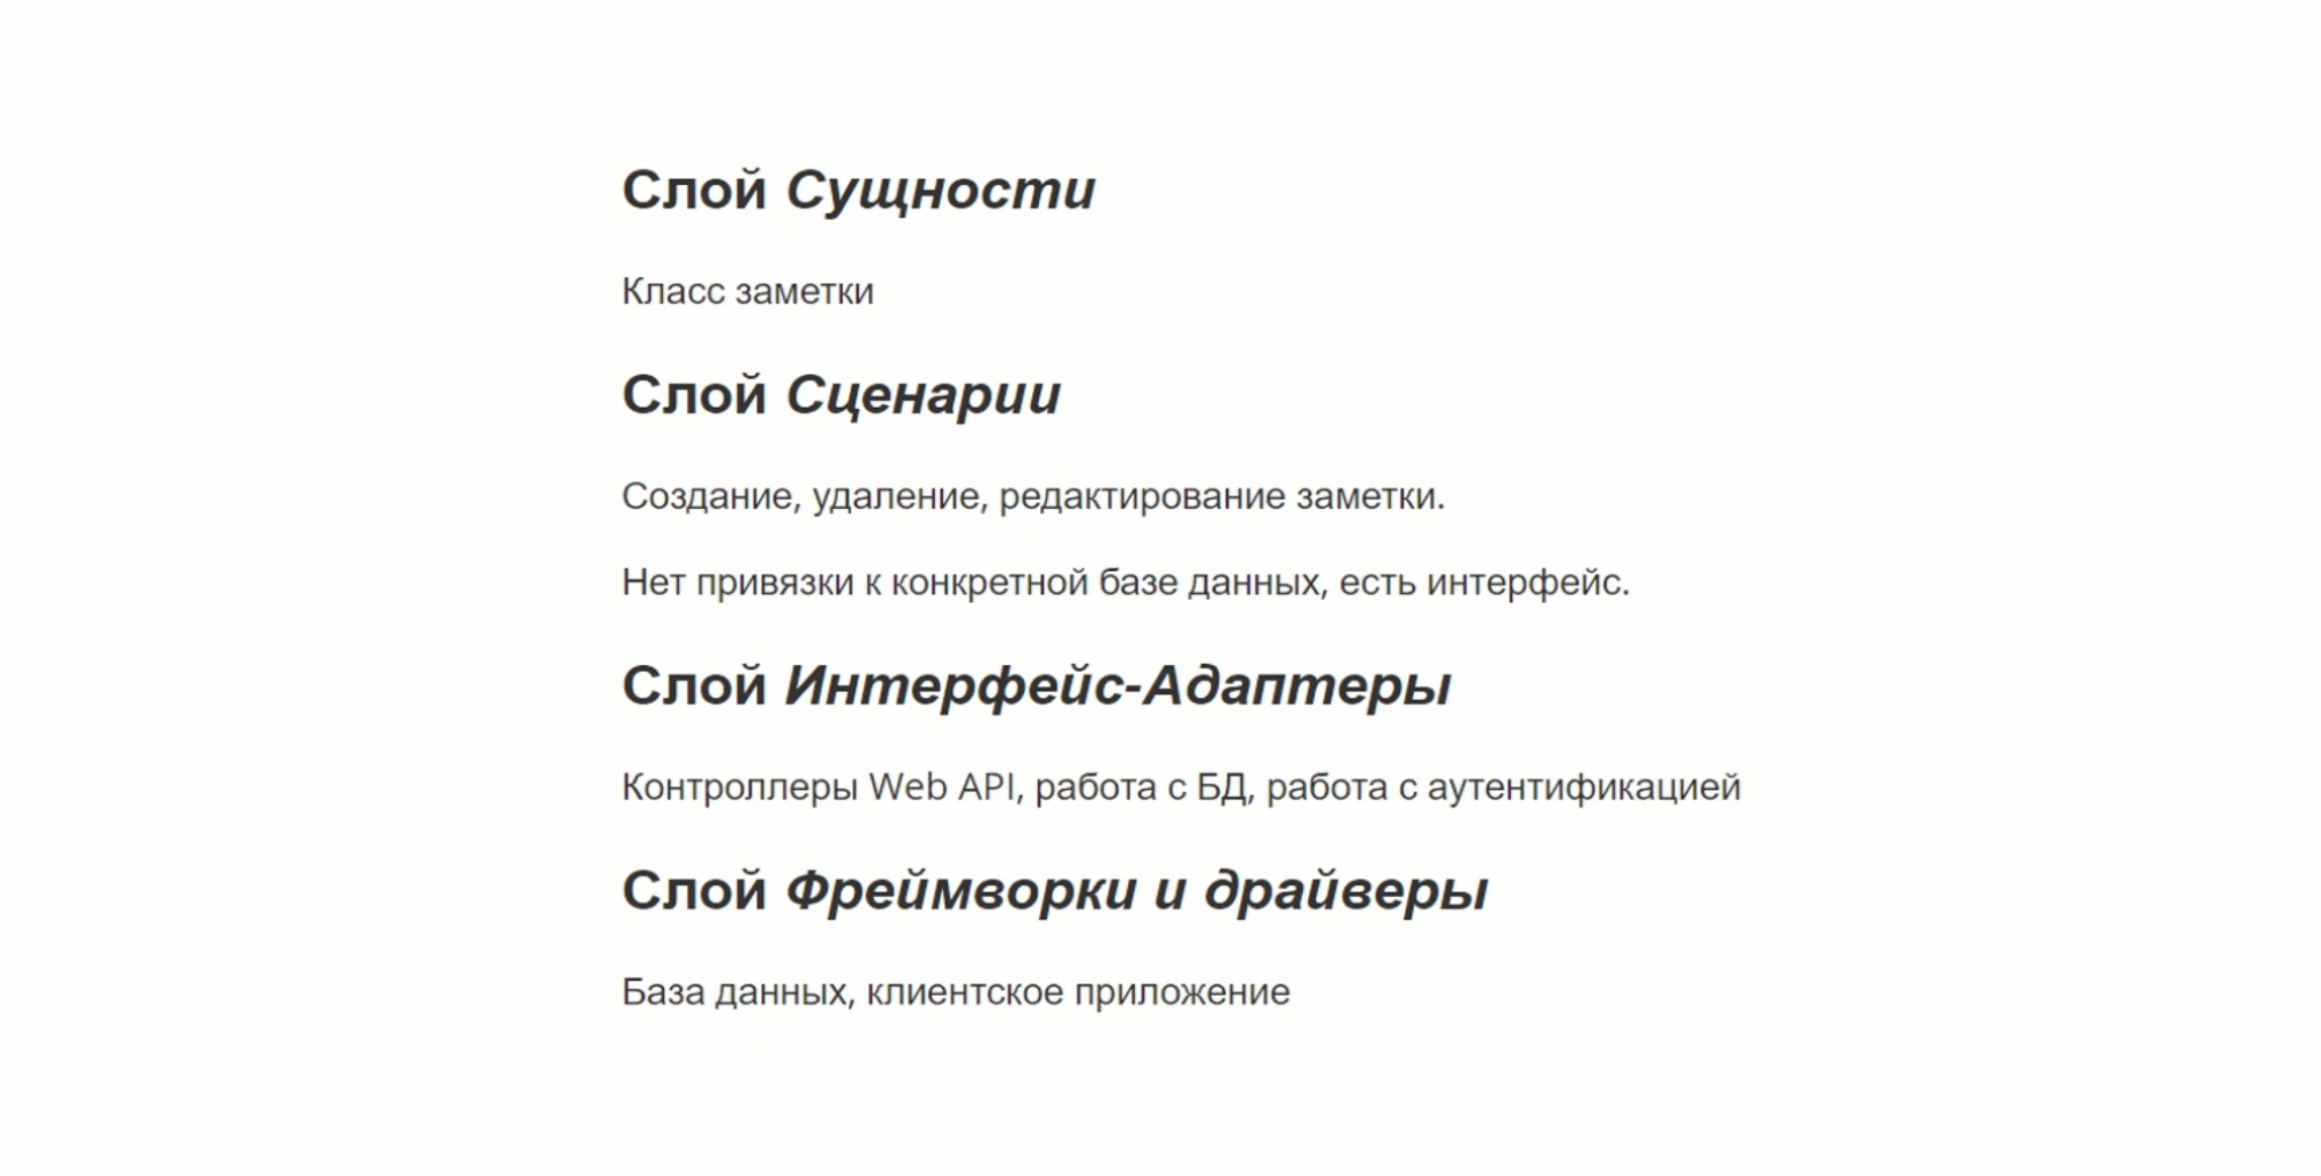 Слой Сущности
Класс заметки
Слой Сценарии
Создание, удаление, редактирование заметки.
Нет привязки к конкретной базе данных, есть интерфейс.
Слой Интерфейс-Адаптеры
Контроллеры Web API, работа с БД, работа с аутентификацией
Слой Фреймворки и драйверы
База данных, клиентское приложение